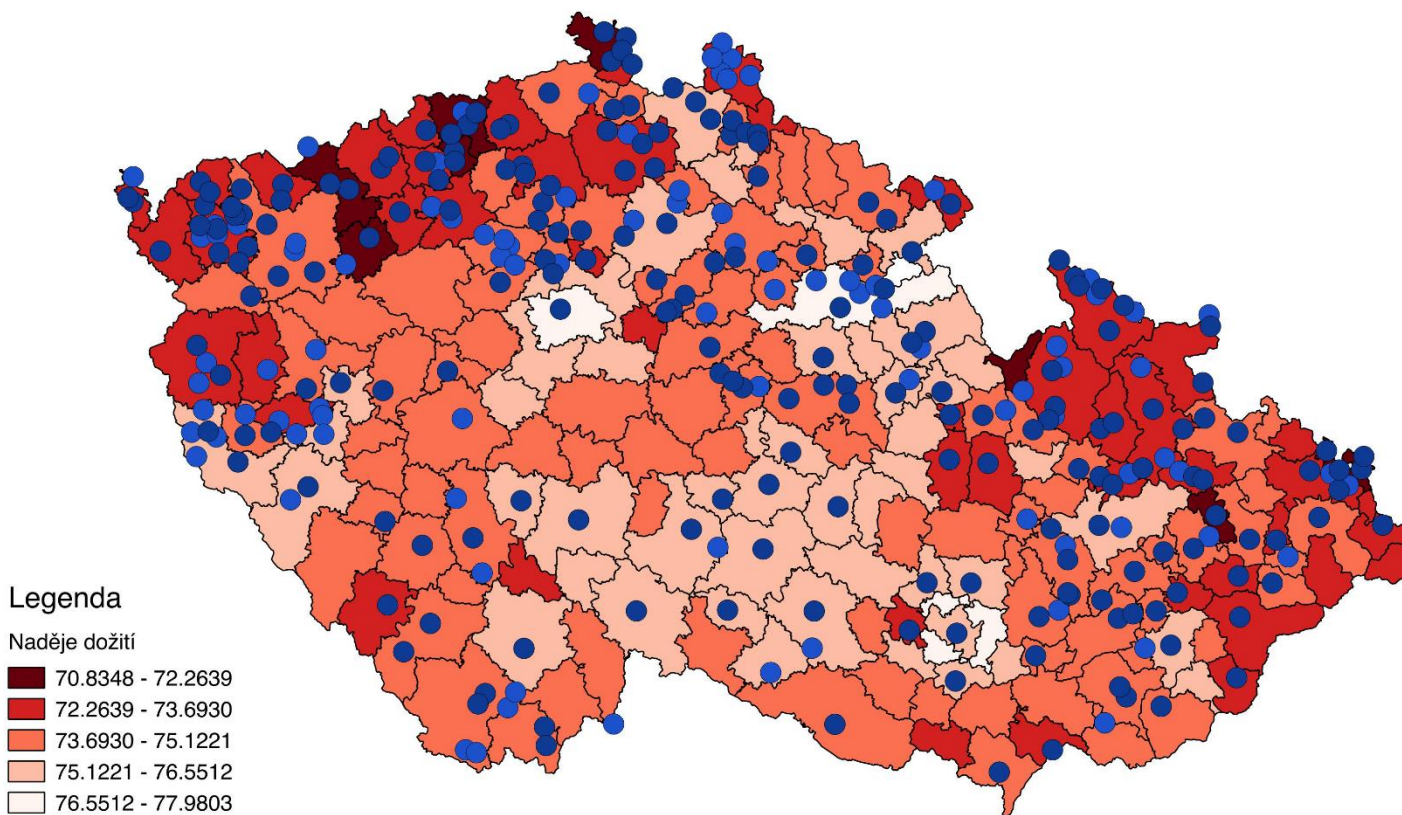 Legenda
Naděje dožití
70.8348 - 72.2639
72.2639 - 73.6930
73.6930 - 75.1221
75.1221 - 76.5512
76.5512 - 77.9803